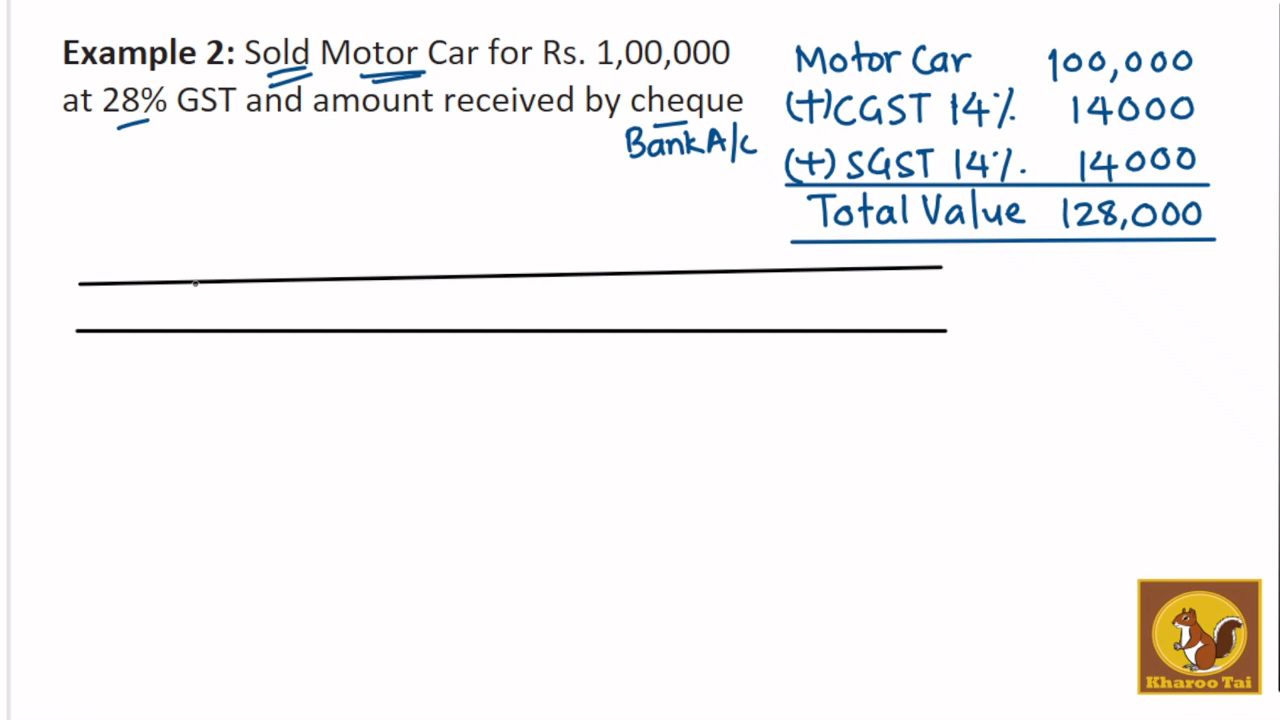 Example 2: Sold Motor Car for Rs. 1,00,000
at 28% GST and amount received by cheque
Bank A/c
Motor Car 100,000
(+) CGST 14% 14000
(+) SGST 14%. 14000
Total Value 128,000
Kharoo Tai